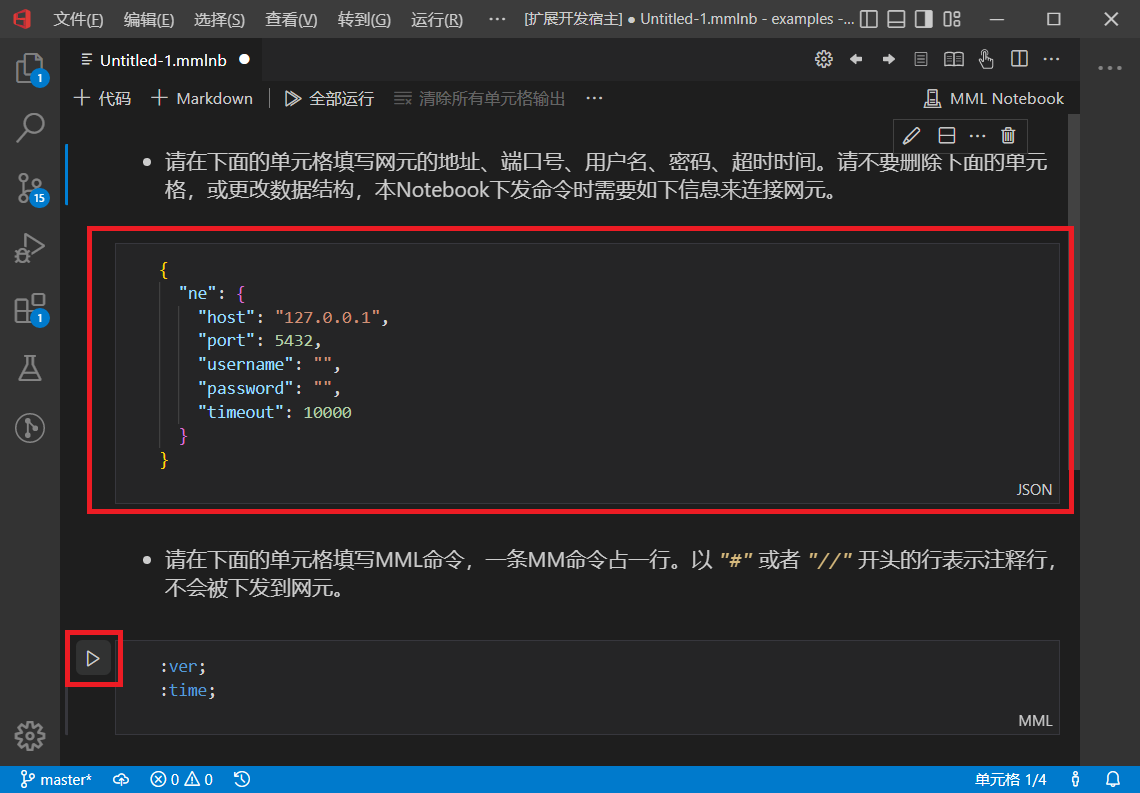 文件(F) 编辑(E) 选择(S) 查看(V) 转到(G) 运行(R) ··· [扩展开发宿主] ● Untitled-1.mmlnb - examples -...
1
Untitled-1.mmlnb ●
代码 Markdown 全部运行 清除所有单元格输出 ··· MML Notebook
15
1
• 请在下面的单元格填写网元的地址、端口号、用户名、密码、超时时间。请不要删除下面的单元
格，或更改数据结构，本Notebook下发命令时需要如下信息来连接网元。
{
"ne": {
"host": "127.0.0.1",
"port": 5432,
"username": "",
"password": "",
"timeout": 10000
}
}
JSON
• 请在下面的单元格填写MML命令，一条MM命令占一行。以 "#" 或者 "//" 开头的行表示注释行，
不会被下发到网元。
:ver;
:time;
MML
master* 0 0 单元格 1/4